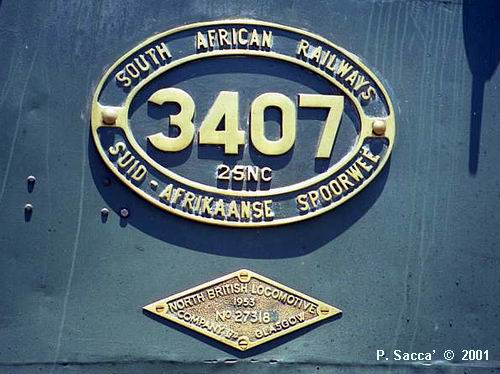 SOUTH AFRICAN RAILWAYS
3407
25NC
SUID-AFRIKAANSE SPOORWEË
NORTH BRITISH LOCOMOTIVE
1953
No 27318
COMPANY LTD GLASGOW
P. Sacca' © 2001